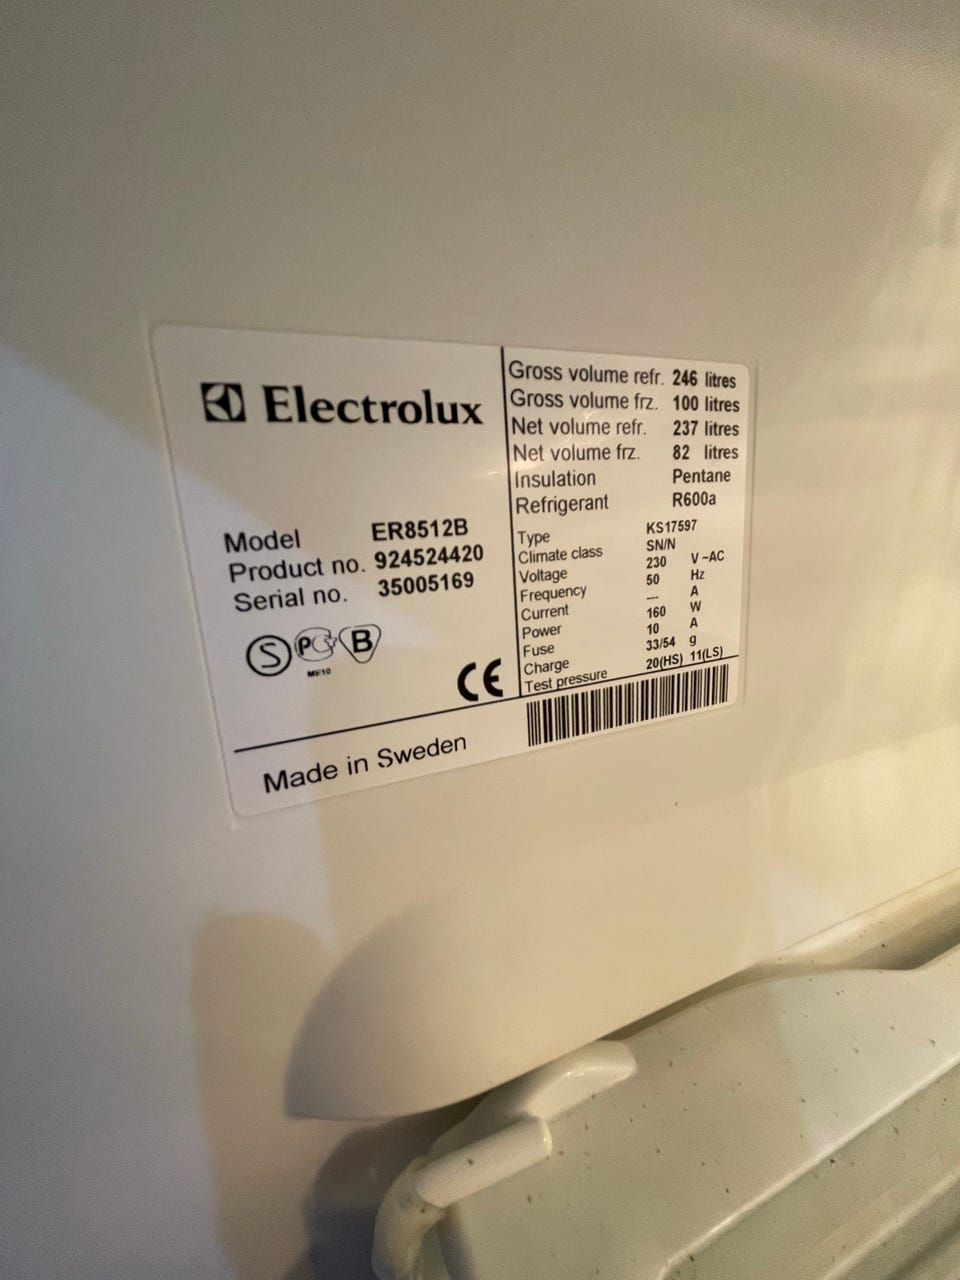 Electrolux
Model ER8512B
Product no. 924524420
Serial no. 35005169
S PCT B
ME10
CE
Made in Sweden
Gross volume refr. 246 litres
Gross volume frz. 100 litres
Net volume refr. 237 litres
Net volume frz. 82 litres
Insulation Pentane
Refrigerant R600a
Type KS17597
Climate class SN/N
Voltage 230 V ~AC
Frequency 50 Hz
Current --- A
Power 160 W
Fuse 10 A
Charge 33/54 g
Test pressure 20(HS) 11(LS)